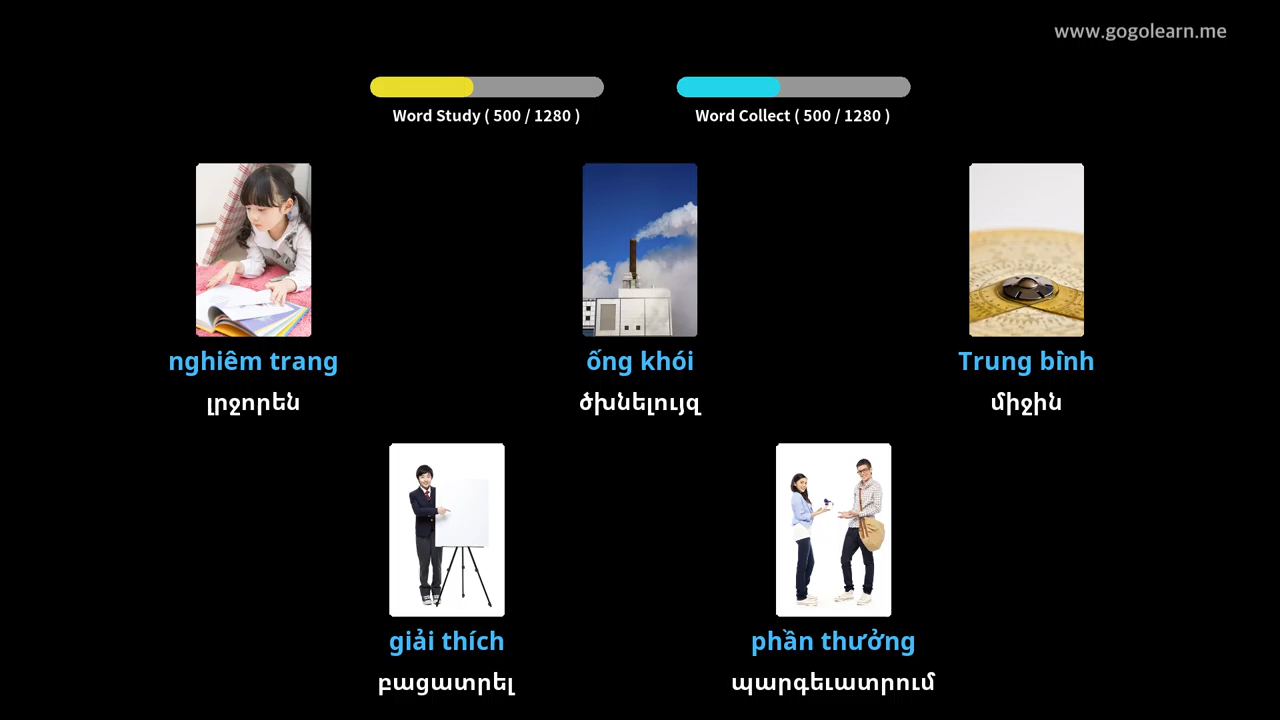 www.gogolearn.me
Word Study ( 500 / 1280 )
Word Collect ( 500 / 1280 )
nghiêm trang
լրջորեն
ống khói
ծխնելույզ
Trung bình
միջին
giải thích
բացատրել
phần thưởng
պարգեւատրում